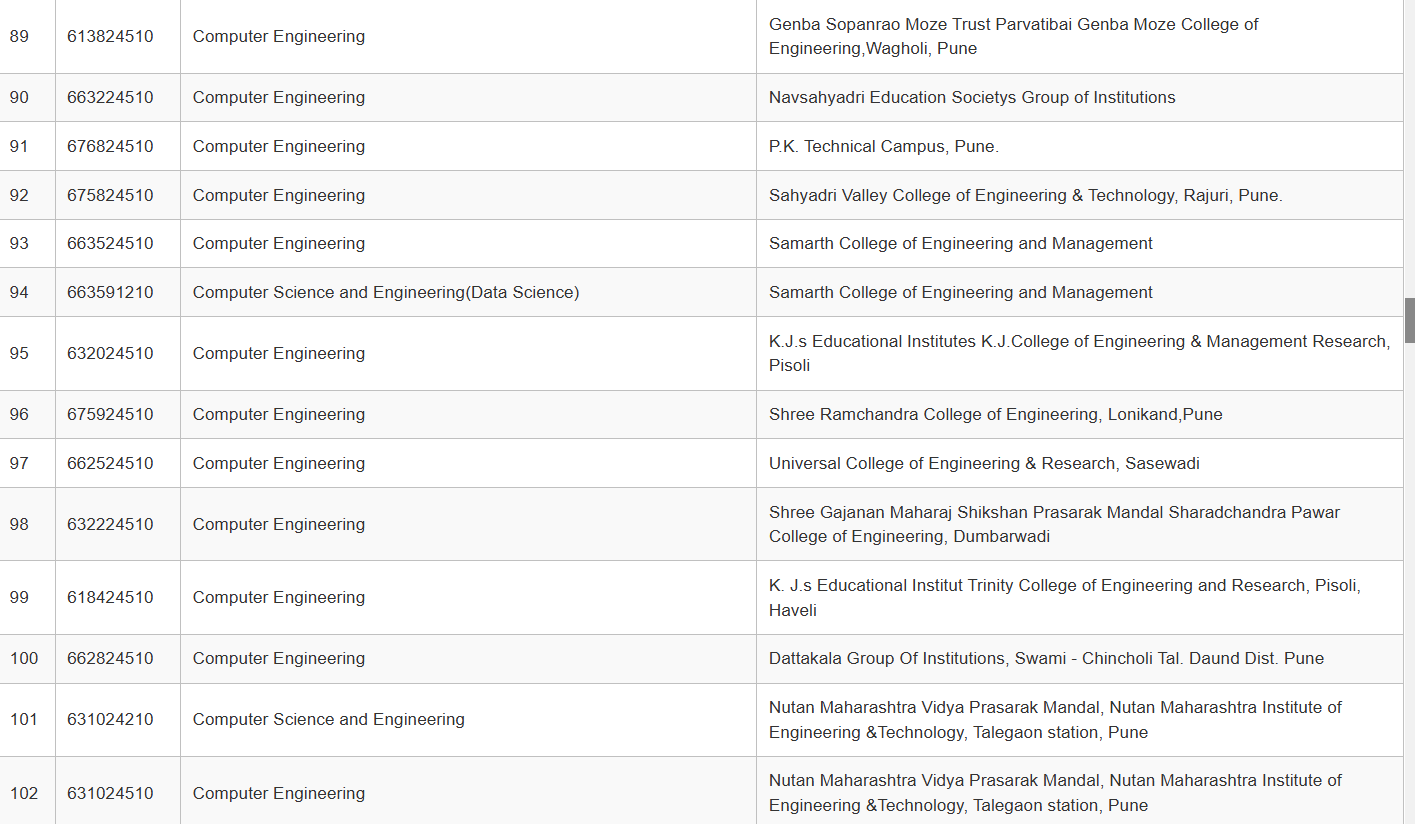 89 613824510 Computer Engineering Genba Sopanrao Moze Trust Parvatibai Genba Moze College of
Engineering,Wagholi, Pune
90 663224510 Computer Engineering Navsahyadri Education Societys Group of Institutions
91 676824510 Computer Engineering P.K. Technical Campus, Pune.
92 675824510 Computer Engineering Sahyadri Valley College of Engineering & Technology, Rajuri, Pune.
93 663524510 Computer Engineering Samarth College of Engineering and Management
94 663591210 Computer Science and Engineering(Data Science) Samarth College of Engineering and Management
95 632024510 Computer Engineering K.J.s Educational Institutes K.J.College of Engineering & Management Research,
Pisoli
96 675924510 Computer Engineering Shree Ramchandra College of Engineering, Lonikand,Pune
97 662524510 Computer Engineering Universal College of Engineering & Research, Sasewadi
98 632224510 Computer Engineering Shree Gajanan Maharaj Shikshan Prasarak Mandal Sharadchandra Pawar
College of Engineering, Dumbarwadi
99 618424510 Computer Engineering K. J.s Educational Institut Trinity College of Engineering and Research, Pisoli,
Haveli
100 662824510 Computer Engineering Dattakala Group Of Institutions, Swami - Chincholi Tal. Daund Dist. Pune
101 631024210 Computer Science and Engineering Nutan Maharashtra Vidya Prasarak Mandal, Nutan Maharashtra Institute of
Engineering &Technology, Talegaon station, Pune
102 631024510 Computer Engineering Nutan Maharashtra Vidya Prasarak Mandal, Nutan Maharashtra Institute of
Engineering &Technology, Talegaon station, Pune